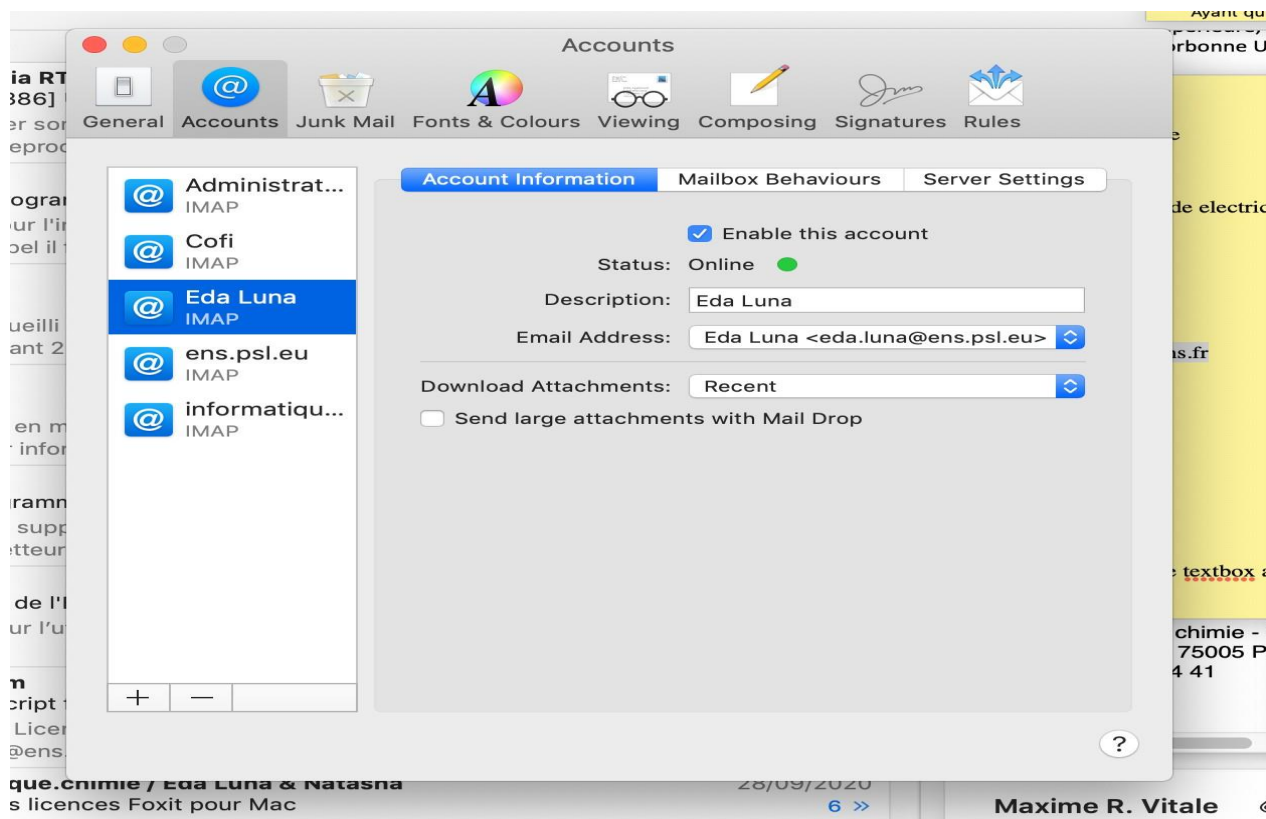 Ayant qu
Accounts
orbonne U
ia RT
386]
General Accounts Junk Mail Fonts & Colours Viewing Composing Signatures Rules
er sor
eproc
Account Information Mailbox Behaviours Server Settings
Administrat...
IMAP
ograi
ur l'ir
pel il f
de electric
Enable this account
Cofi
IMAP
Status: Online
Eda Luna
IMAP
Description: Eda Luna
ueilli
ant 2
Email Address: Eda Luna <eda.luna@ens.psl.eu>
ns.fr
ens.psl.eu
IMAP
Download Attachments: Recent
informatiqu...
IMAP
Send large attachments with Mail Drop
en m
infor
ramn
supp
etteur
textbox a
de l'I
ur l'u
chimie -
75005 P
4 41
m
cript
Licer
@ens.
+ −
?
que.chimie / Eda Luna & Natasha 28/09/2020
s licences Foxit pour Mac 6 »
Maxime R. Vitale